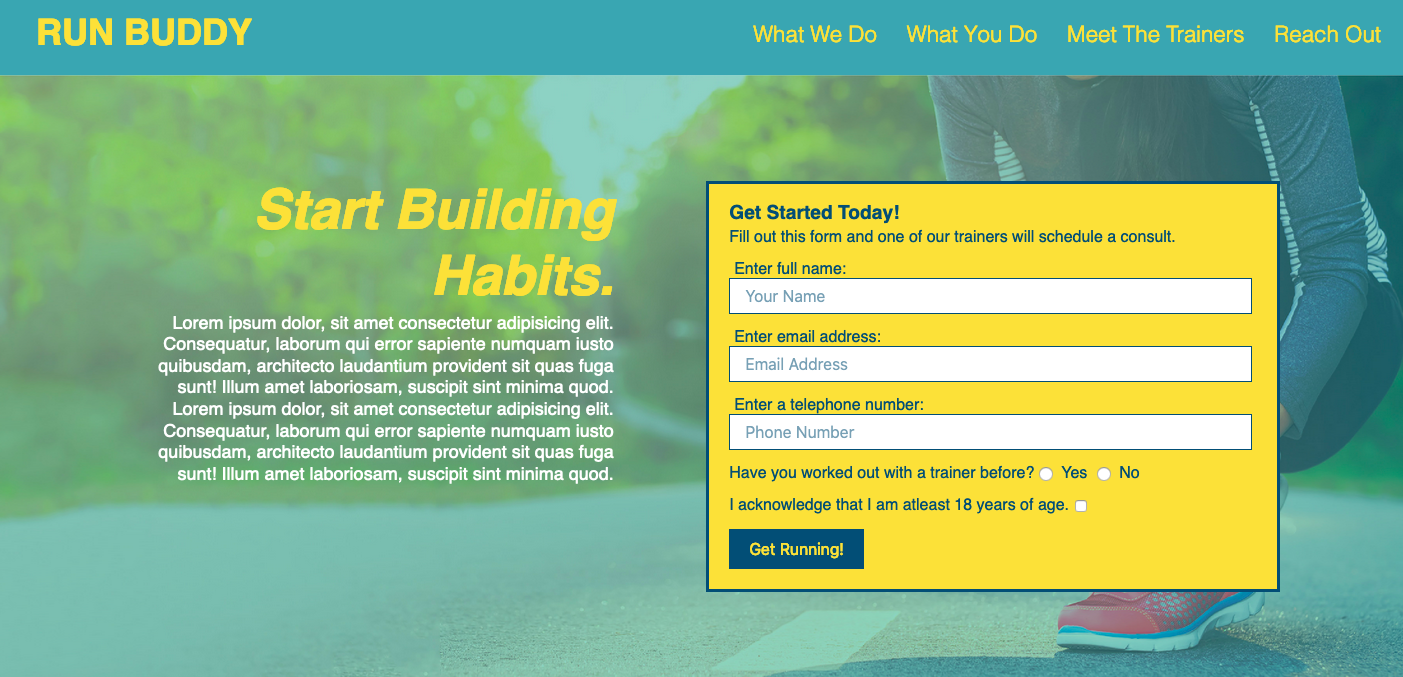 RUN BUDDY
What We Do What You Do Meet The Trainers Reach Out
Start Building
Habits.
Lorem ipsum dolor, sit amet consectetur adipisicing elit.
Consequatur, laborum qui error sapiente numquam iusto
quibusdam, architecto laudantium provident sit quas fuga
sunt! Illum amet laboriosam, suscipit sint minima quod.
Lorem ipsum dolor, sit amet consectetur adipisicing elit.
Consequatur, laborum qui error sapiente numquam iusto
quibusdam, architecto laudantium provident sit quas fuga
sunt! Illum amet laboriosam, suscipit sint minima quod.
Get Started Today!
Fill out this form and one of our trainers will schedule a consult.
Enter full name:
Your Name
Enter email address:
Email Address
Enter a telephone number:
Phone Number
Have you worked out with a trainer before? Yes No
I acknowledge that I am atleast 18 years of age.
Get Running!